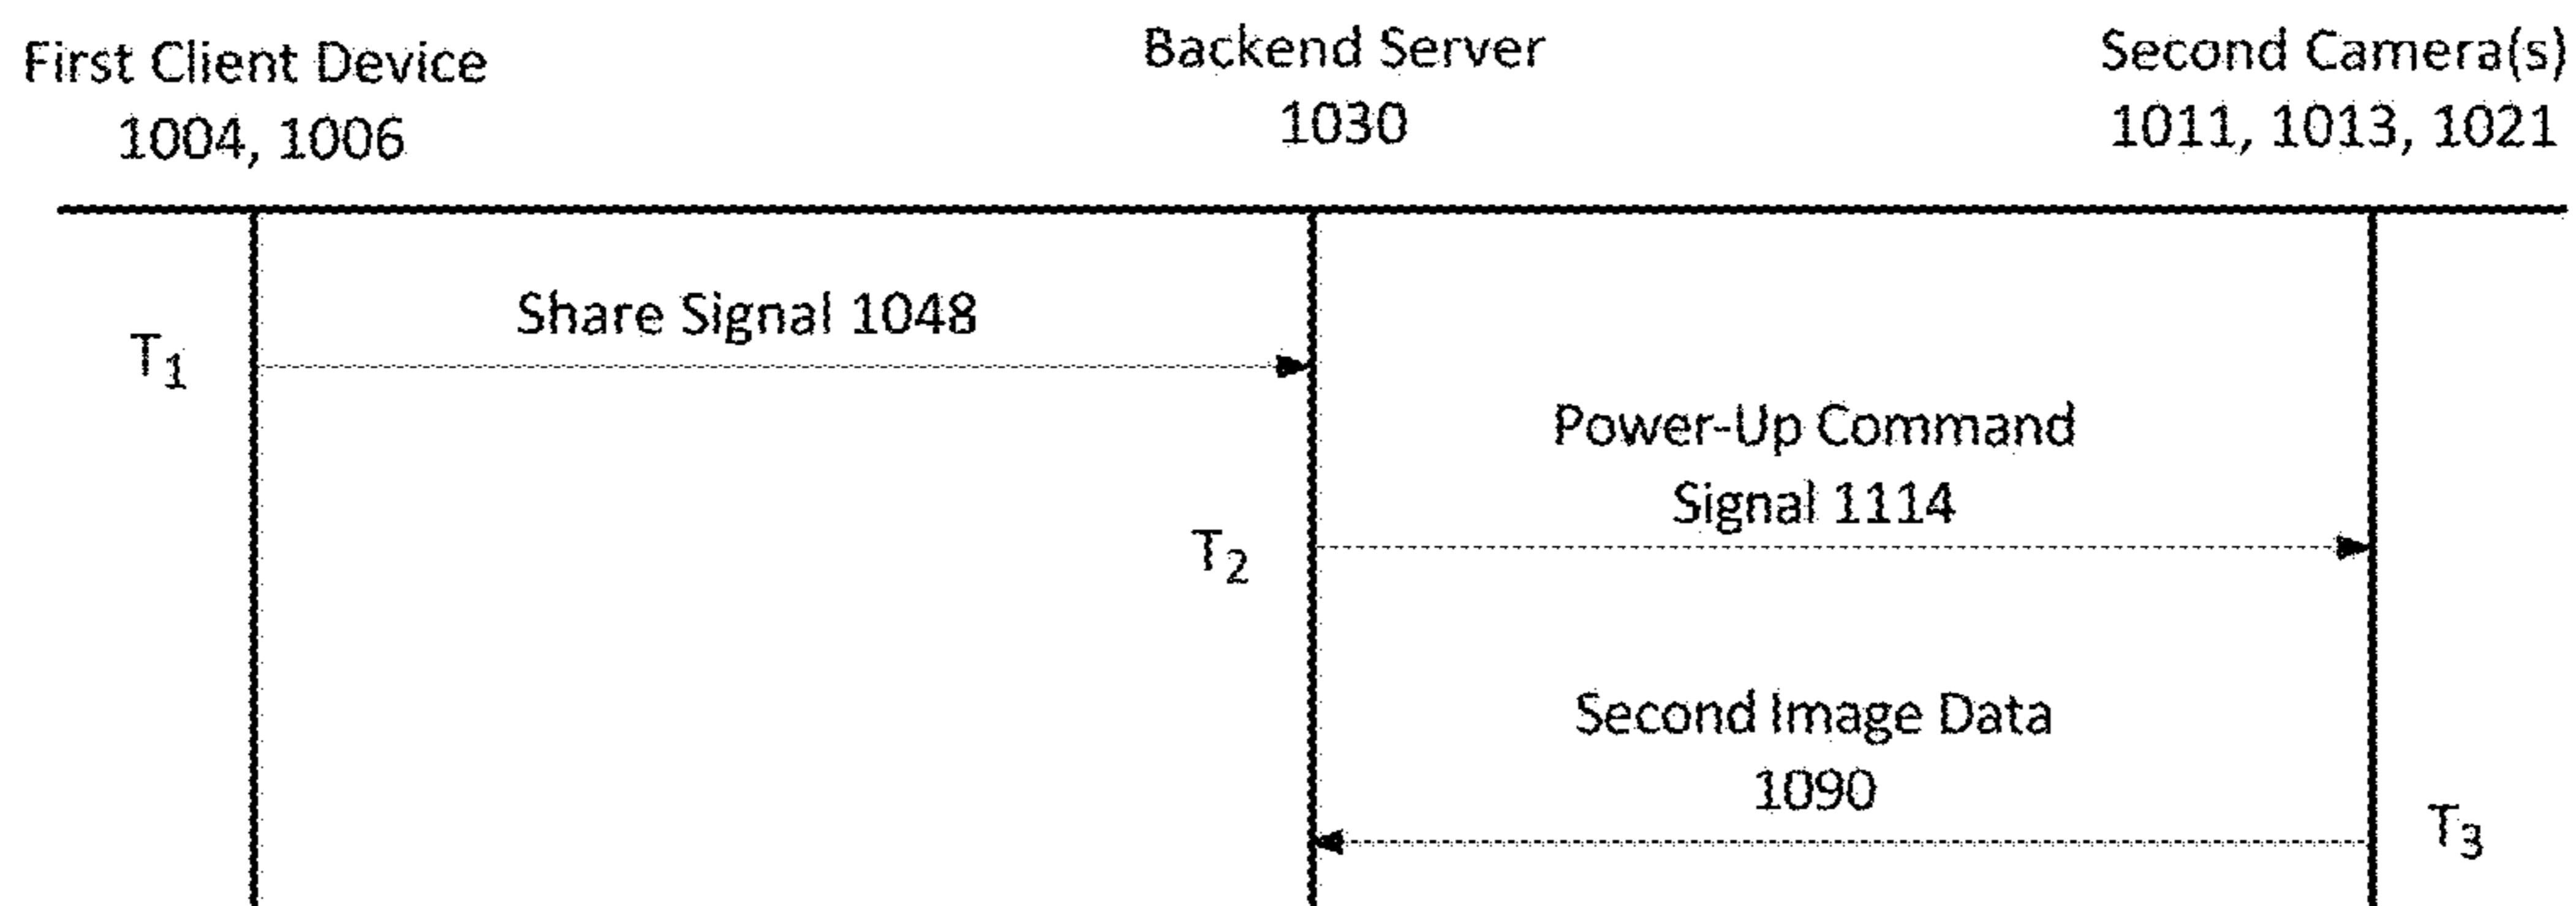 First Client Device
1004, 1006
Backend Server
1030
Second Camera(s)
1011, 1013, 1021
T1
Share Signal 1048
Power-Up Command
Signal 1114
T2
Second Image Data
1090
T3